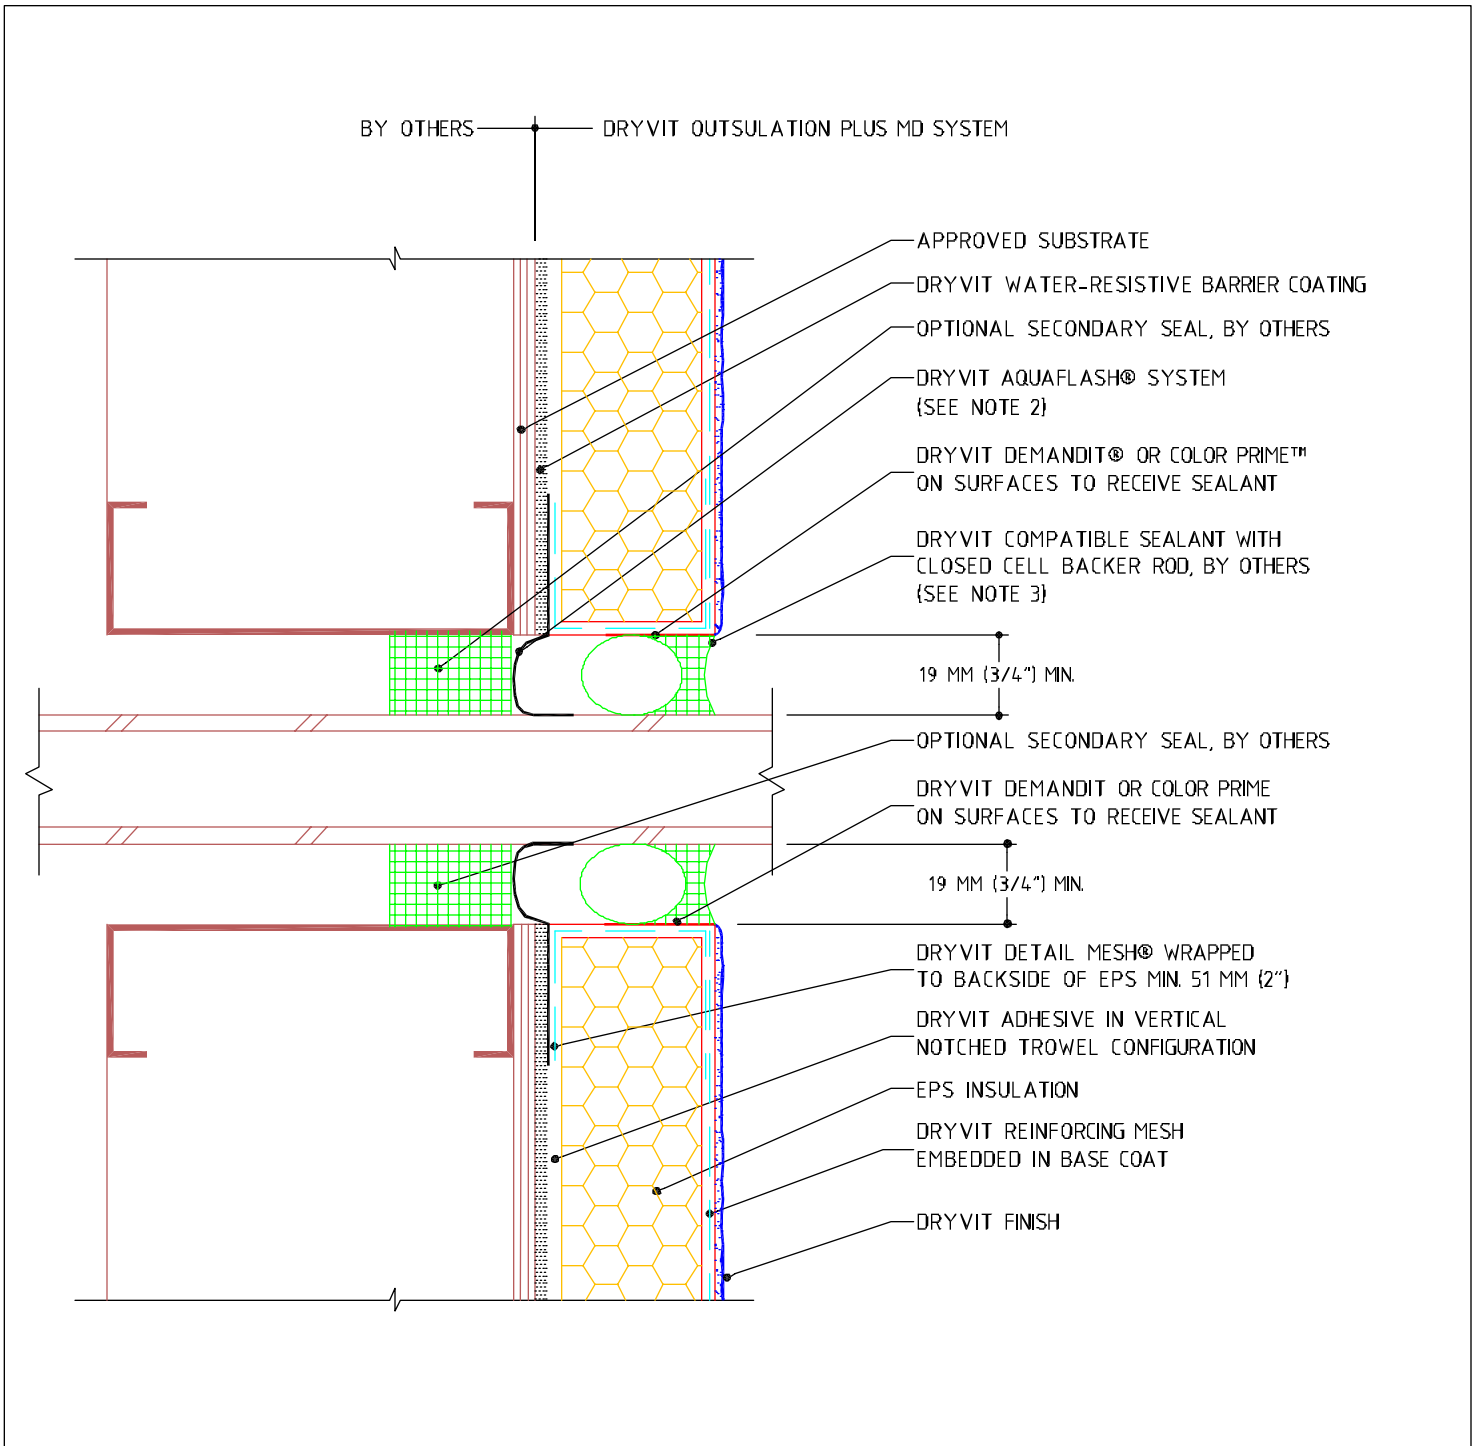 BY OTHERS
DRYVIT OUTSULATION PLUS MD SYSTEM
APPROVED SUBSTRATE
DRYVIT WATER-RESISTIVE BARRIER COATING
OPTIONAL SECONDARY SEAL, BY OTHERS
DRYVIT AQUAFLASH® SYSTEM
(SEE NOTE 2)
DRYVIT DEMANDIT® OR COLOR PRIME™
ON SURFACES TO RECEIVE SEALANT
DRYVIT COMPATIBLE SEALANT WITH
CLOSED CELL BACKER ROD, BY OTHERS
(SEE NOTE 3)
19 MM (3/4") MIN.
OPTIONAL SECONDARY SEAL, BY OTHERS
DRYVIT DEMANDIT OR COLOR PRIME
ON SURFACES TO RECEIVE SEALANT
19 MM (3/4") MIN.
DRYVIT DETAIL MESH® WRAPPED
TO BACKSIDE OF EPS MIN. 51 MM (2")
DRYVIT ADHESIVE IN VERTICAL
NOTCHED TROWEL CONFIGURATION
EPS INSULATION
DRYVIT REINFORCING MESH
EMBEDDED IN BASE COAT
DRYVIT FINISH